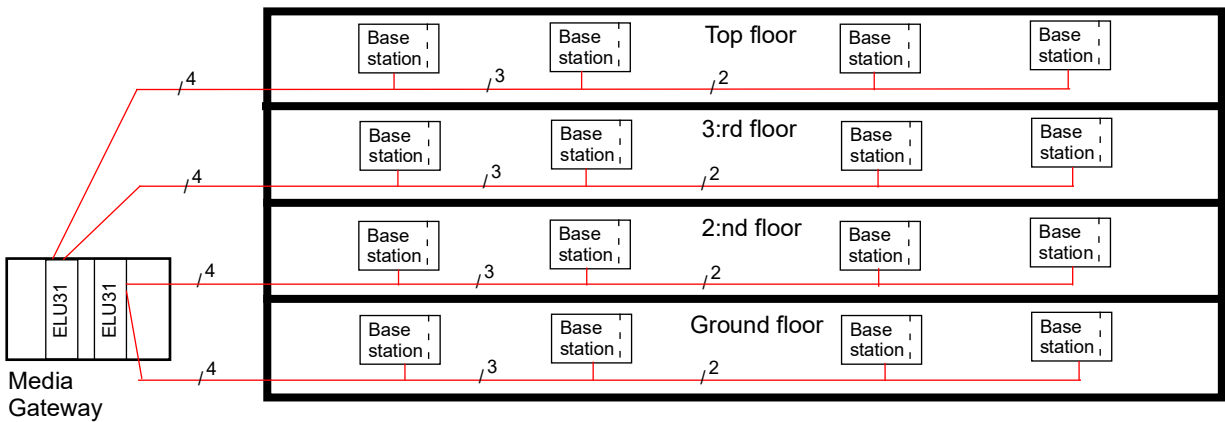 Base
station
Base
station
Top floor
Base
station
Base
station
4
3
2
Base
station
Base
station
3:rd floor
Base
station
Base
station
4
3
2
Base
station
Base
station
2:nd floor
Base
station
Base
station
4
3
2
ELU31
ELU31
Base
station
Base
station
Ground floor
Base
station
Base
station
4
3
2
Media
Gateway